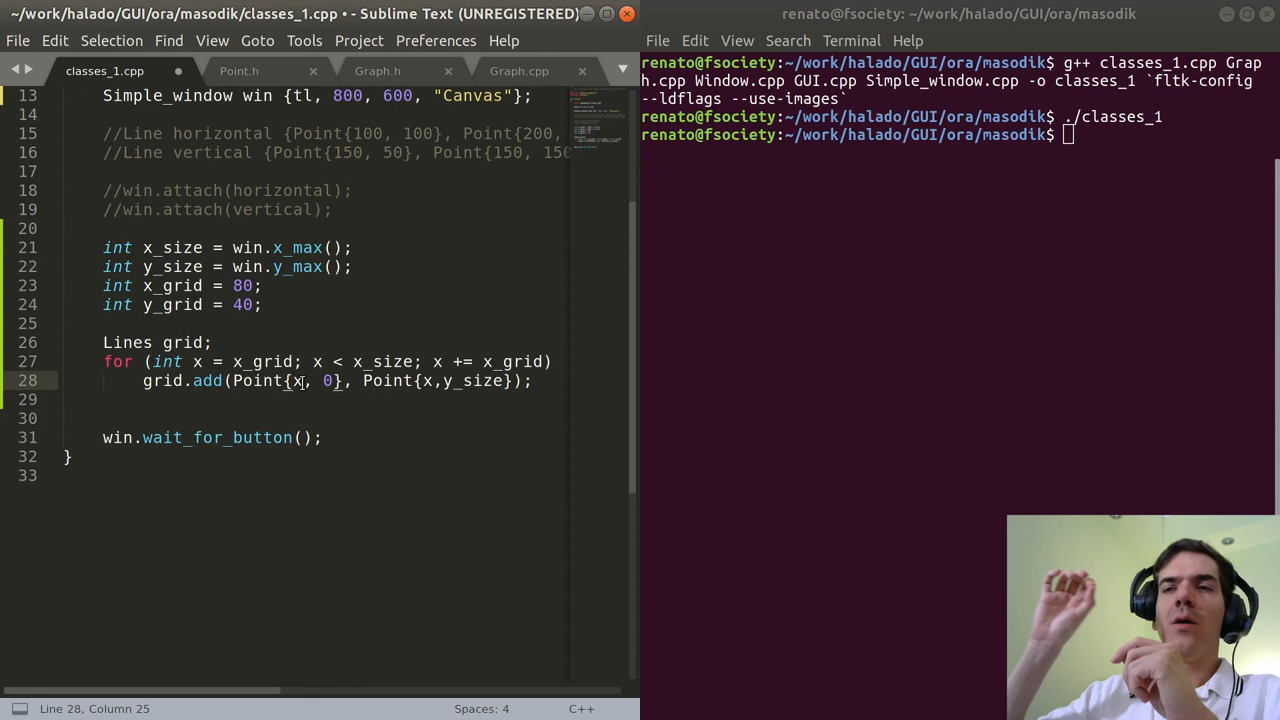 ~/work/halado/GUI/ora/masodik/classes_1.cpp • - Sublime Text (UNREGISTERED)
File Edit Selection Find View Goto Tools Project Preferences Help
classes_1.cpp Point.h Graph.h Graph.cpp
13 Simple_window win {tl, 800, 600, "Canvas"};
14
15 //Line horizontal {Point{100, 100}, Point{200,
16 //Line vertical {Point{150, 50}, Point{150, 150
17
18 //win.attach(horizontal);
19 //win.attach(vertical);
20
21 int x_size = win.x_max();
22 int y_size = win.y_max();
23 int x_grid = 80;
24 int y_grid = 40;
25
26 Lines grid;
27 for (int x = x_grid; x < x_size; x += x_grid)
28 grid.add(Point{x, 0}, Point{x,y_size});
29
30
31 win.wait_for_button();
32 }
33
Line 28, Column 25 Spaces: 4 C++
renato@fsociety: ~/work/halado/GUI/ora/masodik
File Edit View Search Terminal Help
renato@fsociety:~/work/halado/GUI/ora/masodik$ g++ classes_1.cpp Grap
h.cpp Window.cpp GUI.cpp Simple_window.cpp -o classes_1 `fltk-config
--ldflags --use-images`
renato@fsociety:~/work/halado/GUI/ora/masodik$ ./classes_1
renato@fsociety:~/work/halado/GUI/ora/masodik$